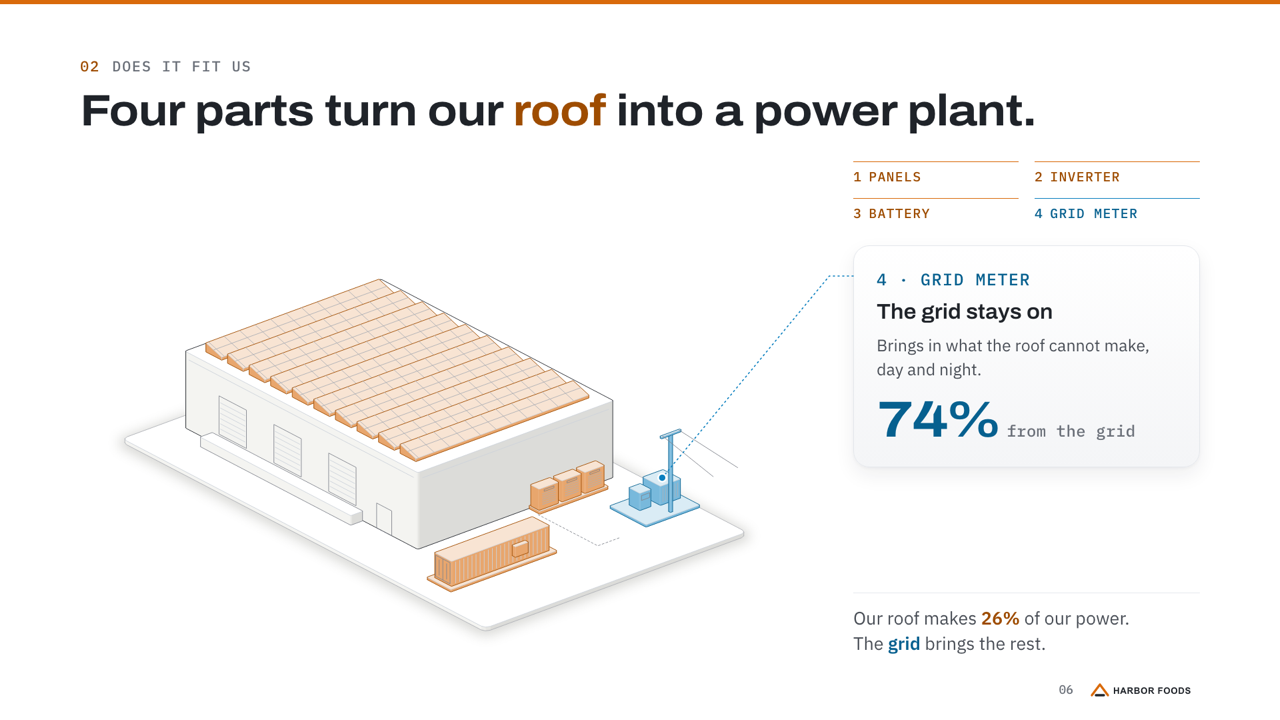 02 DOES IT FIT US
Four parts turn our roof into a power plant.
1 PANELS
2 INVERTER
3 BATTERY
4 GRID METER
4 · GRID METER
The grid stays on
Brings in what the roof cannot make,
day and night.
74% from the grid
Our roof makes 26% of our power.
The grid brings the rest.
06
HARBOR FOODS